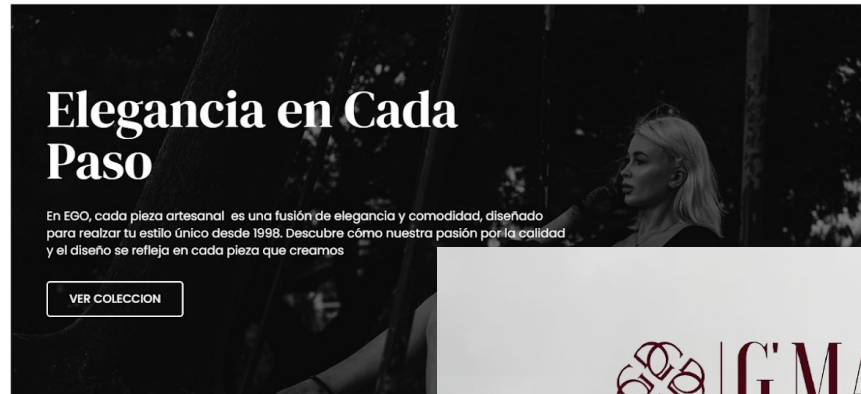 Elegancia en Cada
Paso
En EGO, cada pieza artesanal  es una fusión de elegancia y comodidad, diseñado
para realzar tu estilo único desde 1998. Descubre cómo nuestra pasión por la calidad
y el diseño se refleja en cada pieza que creamos
VER COLECCION
G' M